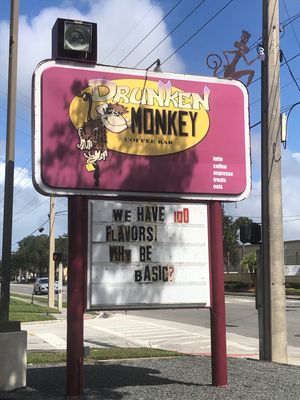 DRUNKEN
MONKEY
COFFEE BAR
latte
coffee
espresso
treats
eats
WE HAVE 100
FLAVORS!
WHY BE
BASIC?